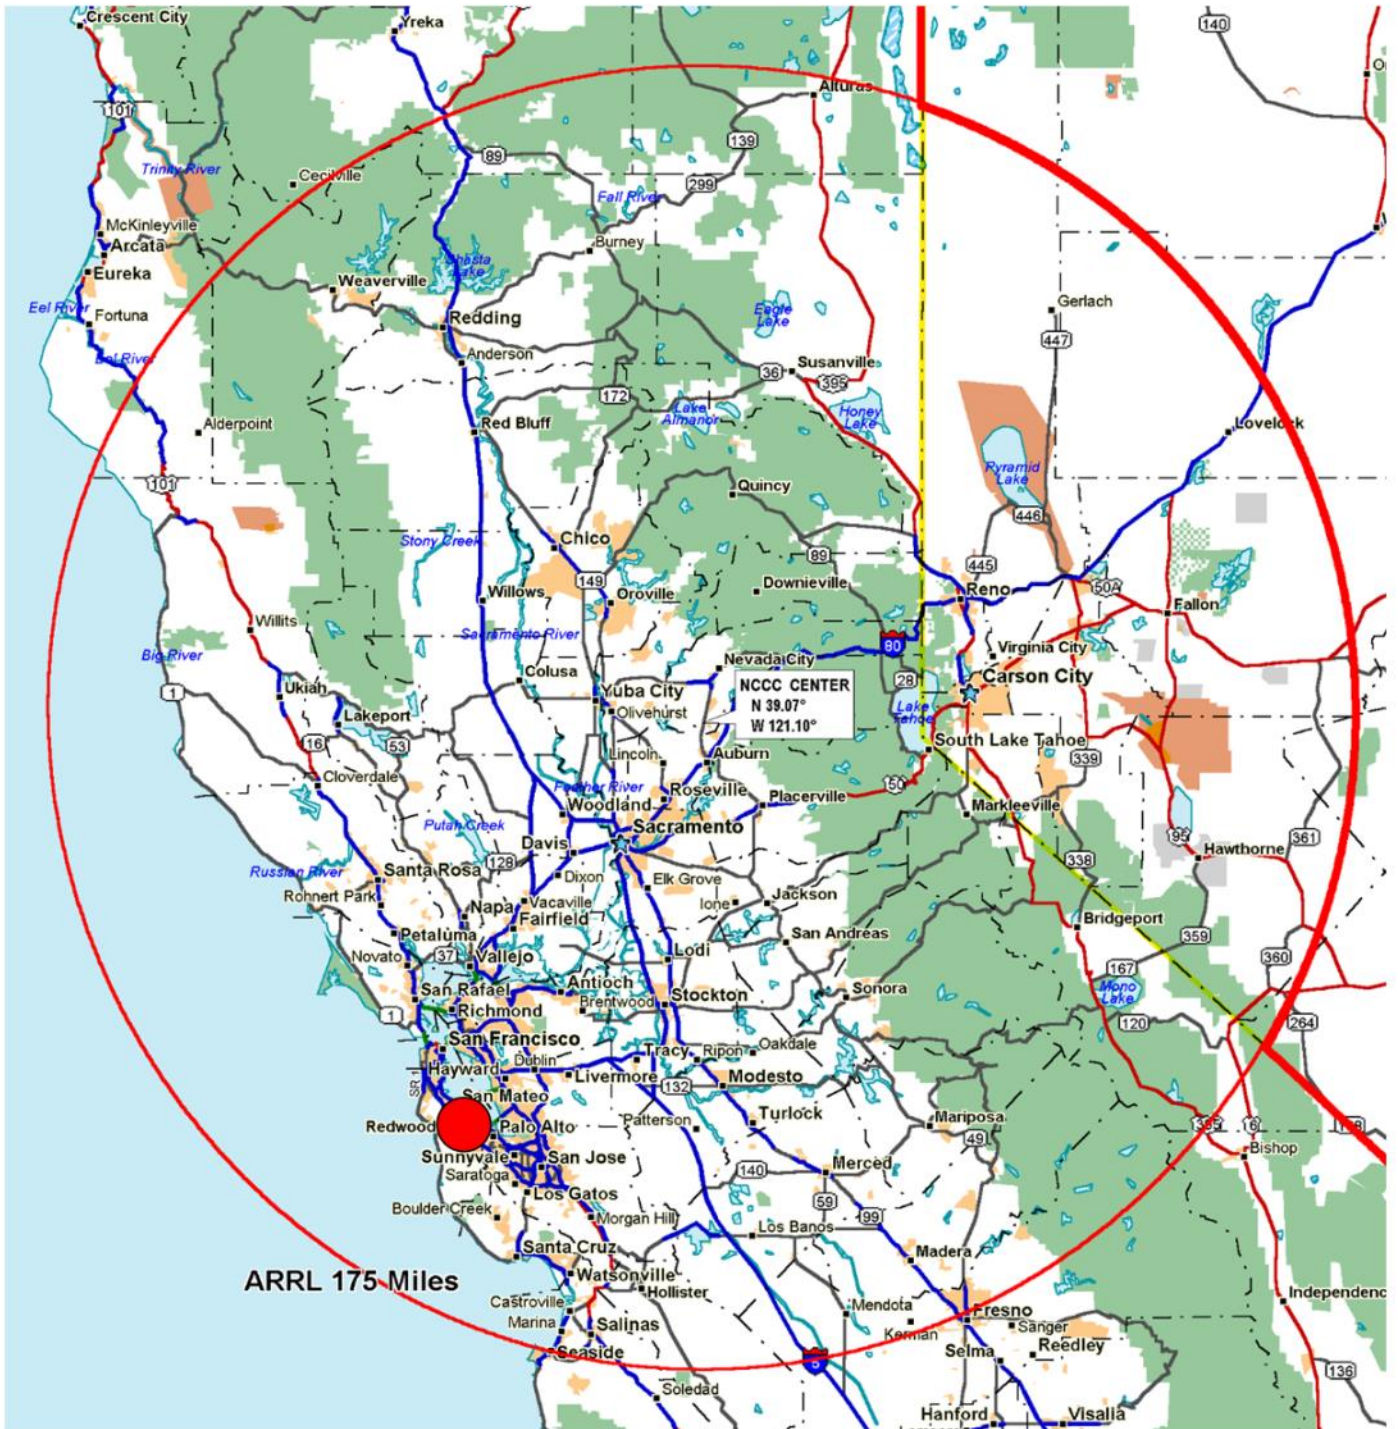 Crescent City
Yreka
140
101
Alturas
139
89
Trinity River
Cecilville
299
Fall River
McKinleyville
Arcata
Burney
Eureka
Shasta
Lake
Weaverville
Eel River
Fortuna
Redding
Eagle
Lake
Gerlach
447
Eel River
Anderson
Susanville
36
395
172
Lake
Almanor
Honey
Lake
Alderpoint
Red Bluff
Lovelock
Pyramid
Lake
101
Quincy
446
Stony Creek
Chico
89
445
149
Downieville
Reno
50A
Willows
Oroville
Fallon
Willits
Sacramento River
80
Big River
Nevada City
Virginia City
Colusa
NCCC CENTER
N 39.07°
W 121.10°
28
Carson City
1
Ukiah
Yuba City
Lake
Tahoe
Lakeport
Olivehurst
16
53
Lincoln
Auburn
South Lake Tahoe
339
Cloverdale
Feather River
Roseville
50
Woodland
Placerville
Markleeville
Putah Creek
Sacramento
95
361
Davis
Hawthorne
128
338
Russian River
Santa Rosa
Dixon
Elk Grove
Rohnert Park
Vacaville
Ione
Jackson
Napa
Fairfield
Bridgeport
Petaluma
San Andreas
359
Novato
37
Vallejo
Lodi
360
167
San Rafael
Antioch
Sonora
Mono
Lake
Richmond
Brentwood
Stockton
1
120
264
San Francisco
Oakdale
Dublin
Tracy
Ripon
Hayward
Livermore
SR 1
132
Modesto
San Mateo
Turlock
Mariposa
Redwood
Palo Alto
Patterson
395
6
168
49
Sunnyvale
San Jose
Bishop
Saratoga
140
Merced
Los Gatos
59
Boulder Creek
Morgan Hill
99
Los Banos
Santa Cruz
Madera
ARRL 175 Miles
Watsonville
Hollister
Independenc
Castroville
Mendota
Marina
Salinas
Fresno
Kerman
Sanger
Seaside
Selma
Reedley
5
136
Soledad
Hanford
Visalia